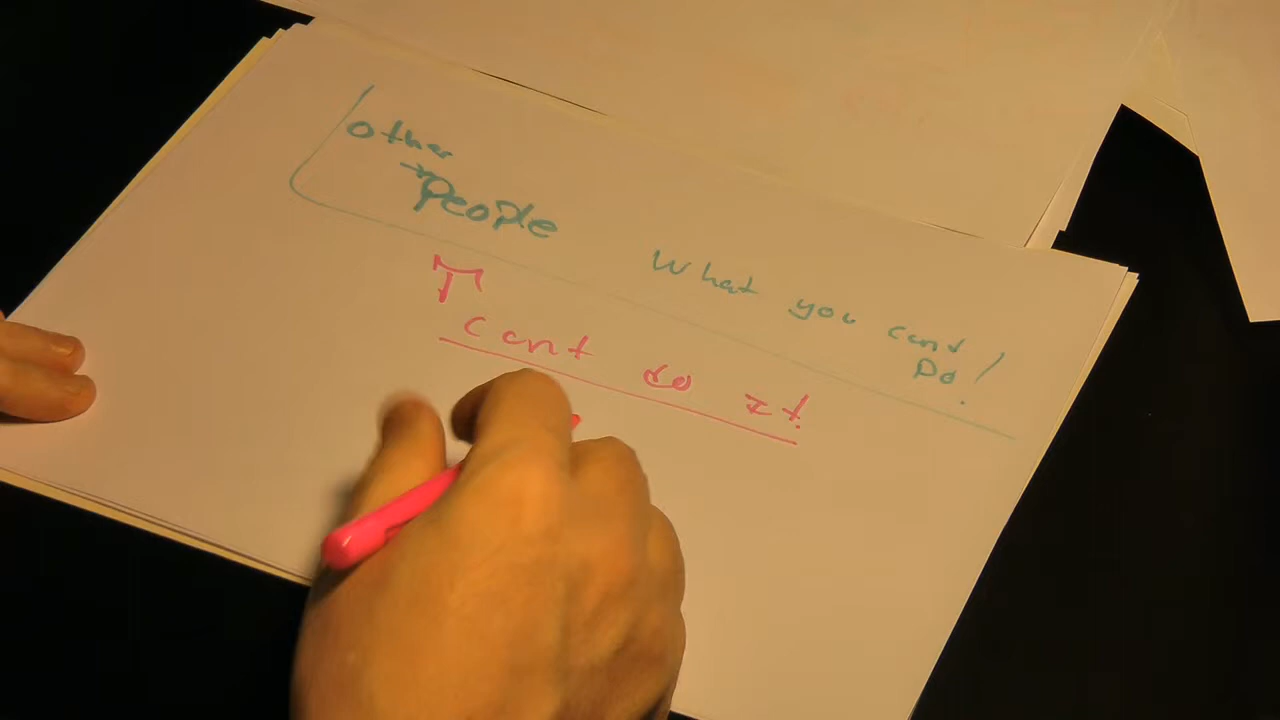 other
People
What you cant
Do!
I
cant do It!